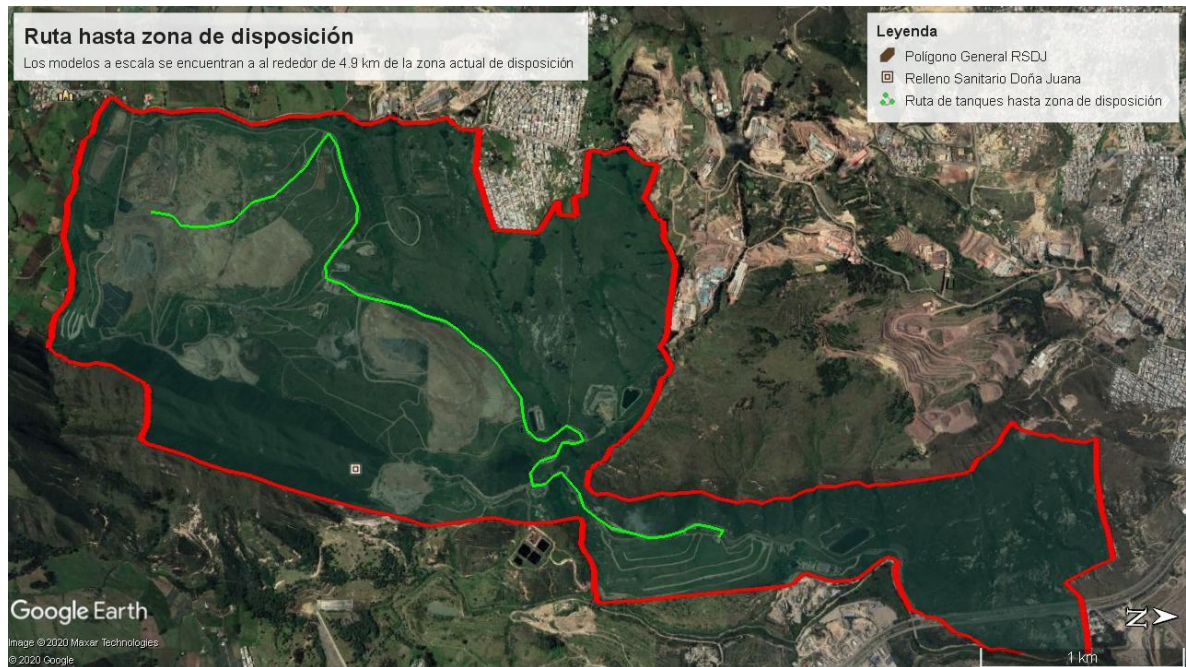 Ruta hasta zona de disposición
Los modelos a escala se encuentran a al rededor de 4.9 km de la zona actual de disposición
Leyenda
Polígono General RSDJ
Relleno Sanitario Doña Juana
Ruta de tanques hasta zona de disposición
Google Earth
Image © 2020 Maxar Technologies
© 2020 Google
N
1 km